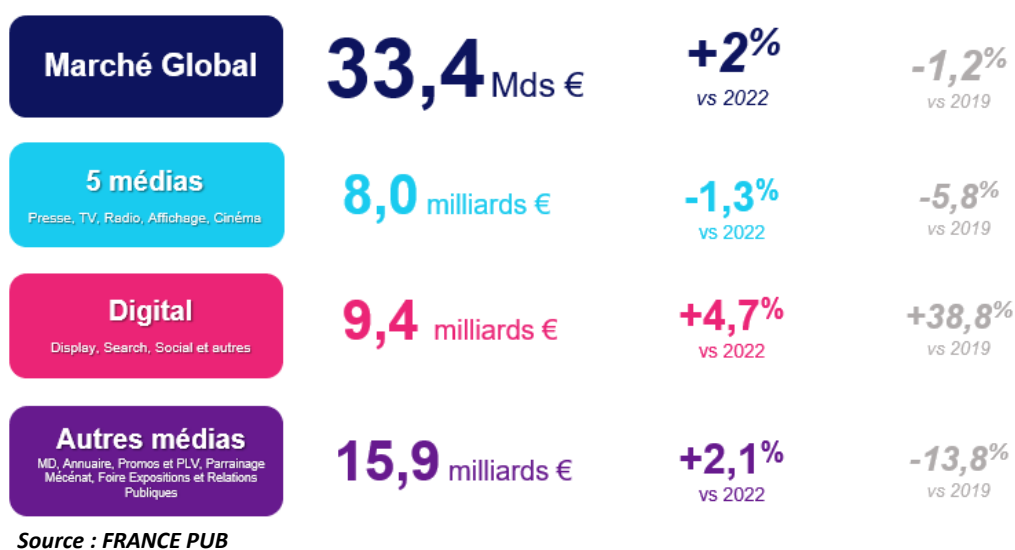 Marché Global
33,4 Mds €
+2%
vs 2022
-1,2%
vs 2019
5 médias
Presse, TV, Radio, Affichage, Cinéma
8,0 milliards €
-1,3%
vs 2022
-5,8%
vs 2019
Digital
Display, Search, Social et autres
9,4 milliards €
+4,7%
vs 2022
+38,8%
vs 2019
Autres médias
MD, Annuaire, Promos et PLV, Parrainage
Mécénat, Foire Expositions et Relations
Publiques
15,9 milliards €
+2,1%
vs 2022
-13,8%
vs 2019
Source : FRANCE PUB